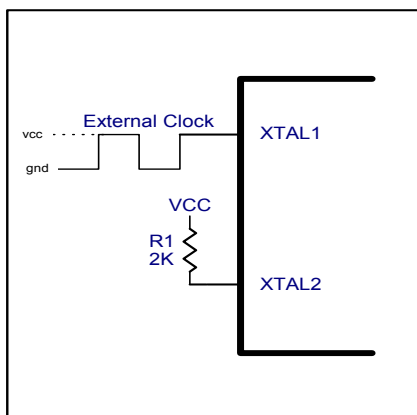 External Clock
vcc
XTAL1
gnd
VCC
R1
2K
XTAL2